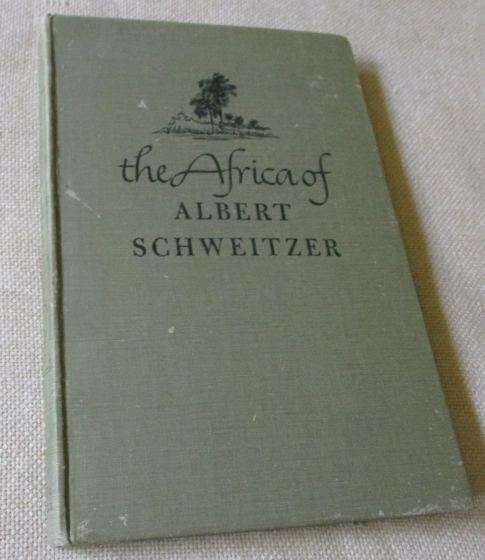 the Africa of
ALBERT
SCHWEITZER